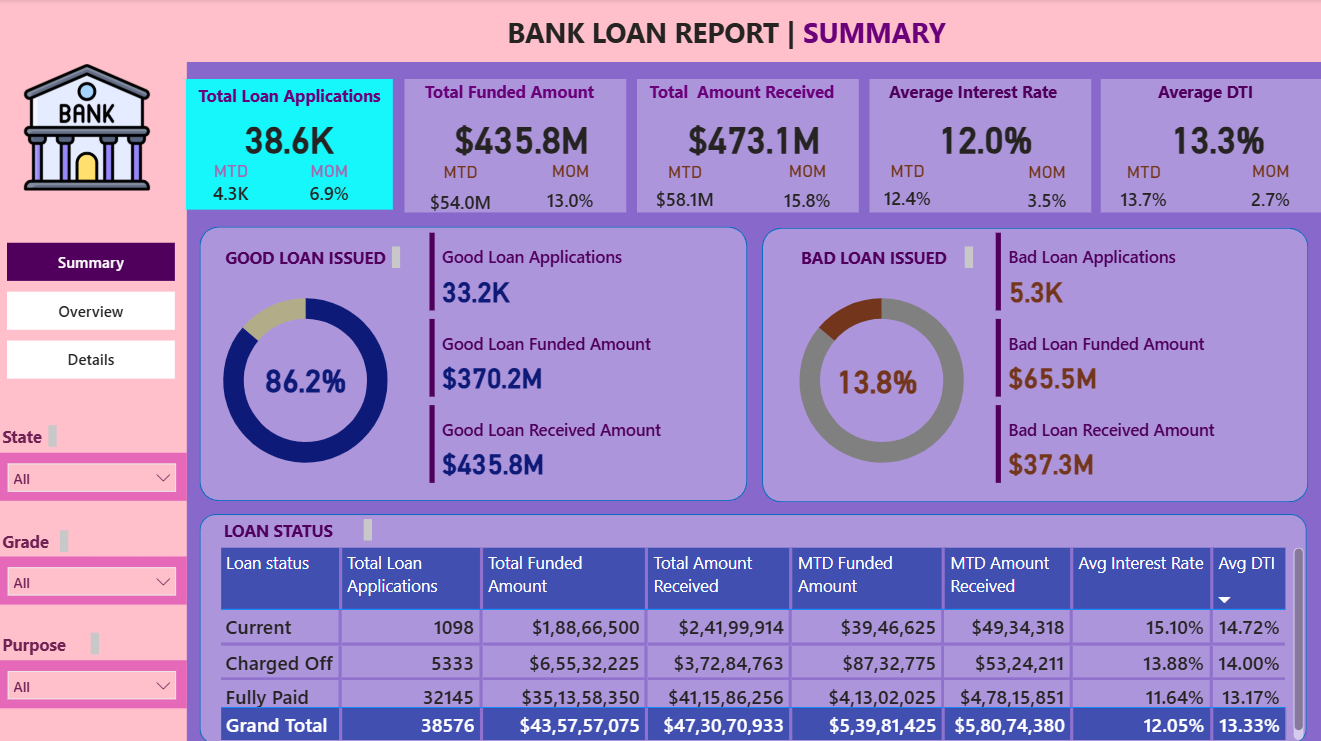 BANK LOAN REPORT | SUMMARY
BANK
Summary
Overview
Details
State
All
Grade
All
Purpose
All
Total Loan Applications
38.6K
MTD MOM
4.3K 6.9%
Total Funded Amount
$435.8M
MTD MOM
$54.0M 13.0%
Total Amount Received
$473.1M
MTD MOM
$58.1M 15.8%
Average Interest Rate
12.0%
MTD MOM
12.4% 3.5%
Average DTI
13.3%
MTD MOM
13.7% 2.7%
GOOD LOAN ISSUED
86.2%
Good Loan Applications
33.2K
Good Loan Funded Amount
$370.2M
Good Loan Received Amount
$435.8M
BAD LOAN ISSUED
13.8%
Bad Loan Applications
5.3K
Bad Loan Funded Amount
$65.5M
Bad Loan Received Amount
$37.3M
LOAN STATUS
Loan status Total Loan Applications Total Funded Amount Total Amount Received MTD Funded Amount MTD Amount Received Avg Interest Rate Avg DTI
Current 1098 $1,88,66,500 $2,41,99,914 $39,46,625 $49,34,318 15.10% 14.72%
Charged Off 5333 $6,55,32,225 $3,72,84,763 $87,32,775 $53,24,211 13.88% 14.00%
Fully Paid 32145 $35,13,58,350 $41,15,86,256 $4,13,02,025 $4,78,15,851 11.64% 13.17%
Grand Total 38576 $43,57,57,075 $47,30,70,933 $5,39,81,425 $5,80,74,380 12.05% 13.33%